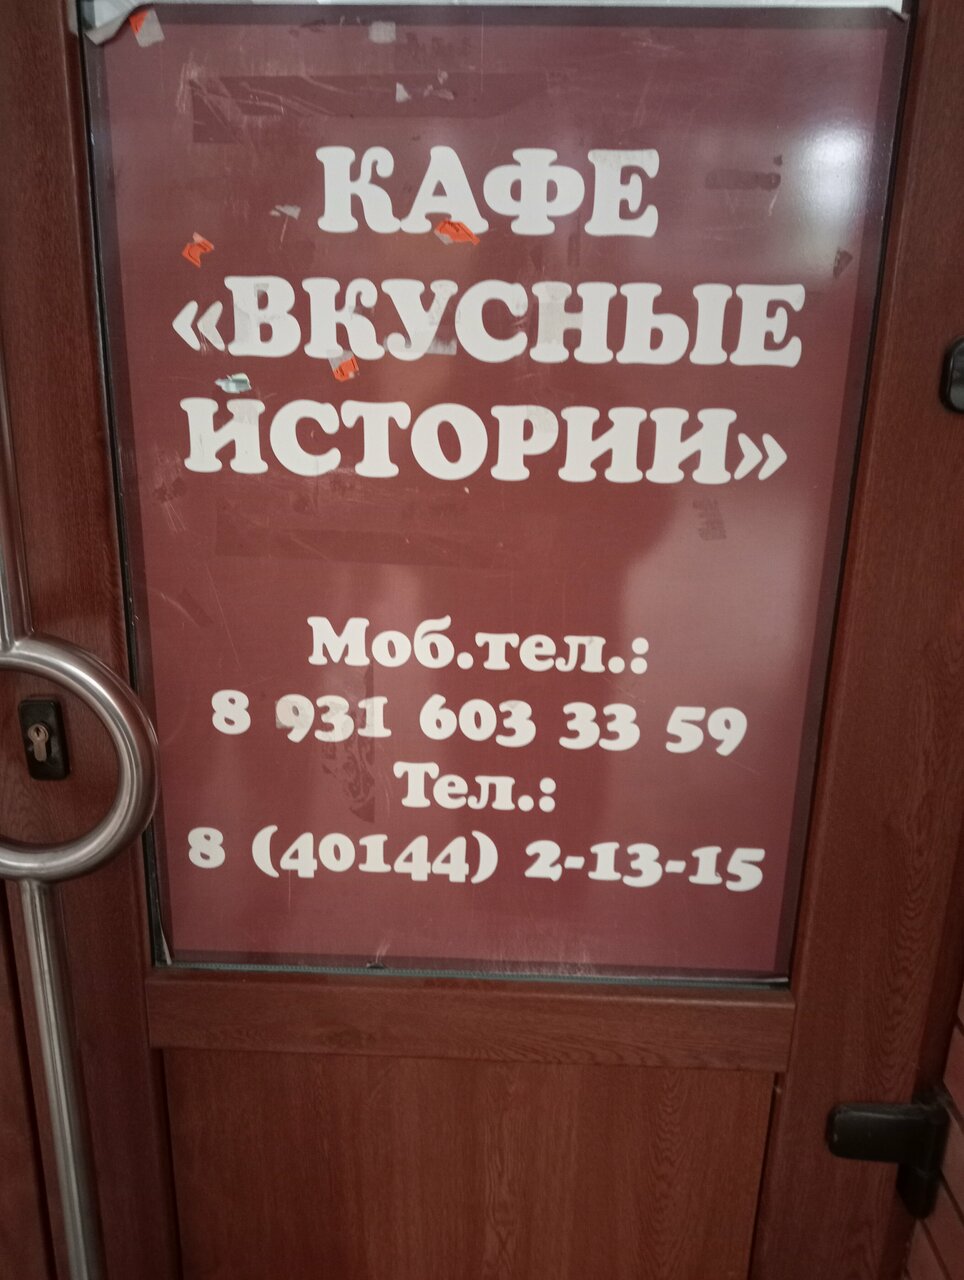 КАФЕ
«ВКУСНЫЕ
ИСТОРИИ»
Моб.тел.:
8 931 603 33 59
Тел.:
8 (40144) 2-13-15